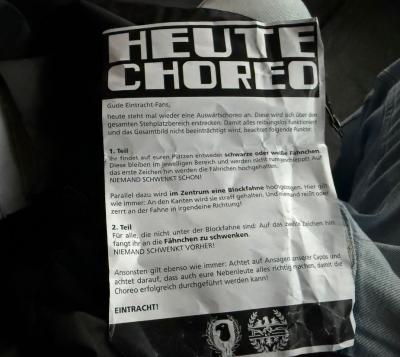 HEUTE
CHOREO
Gude Eintracht-Fans,
heute steht mal wieder eine Auswärtschoreo an. Diese wird sich über den
gesamten Stehplatzbereich erstrecken. Damit alles reibungslos funktioniert
und das Gesamtbild nicht beeinträchtigt wird, beachtet folgende Punkte:
1. Teil
Ihr findet auf euren Plätzen entweder schwarze oder weiße Fähnchen.
Diese bleiben im jeweiligen Bereich und werden nicht rumgeschleppt! Auf
das erste Zeichen hin werden die Fähnchen hochgehalten.
NIEMAND SCHWENKT SCHON!
Parallel dazu wird im Zentrum eine Blockfahne hochgezogen. Hier gilt
wie immer: An den Kanten wird sie straff gehalten. Und niemand reißt oder
zerrt an der Fahne in irgendeine Richtung!
2. Teil
Für alle, die nicht unter der Blockfahne sind: Auf das zweite Zeichen hin
fangt ihr an die Fähnchen zu schwenken.
NIEMAND SCHWENKT VORHER!
Ansonsten gilt ebenso wie immer: Achtet auf Ansagen unserer Capos und
achtet darauf, dass auch eure Nebenleute alles richtig machen, damit die
Choreo erfolgreich durchgeführt werden kann!
EINTRACHT!